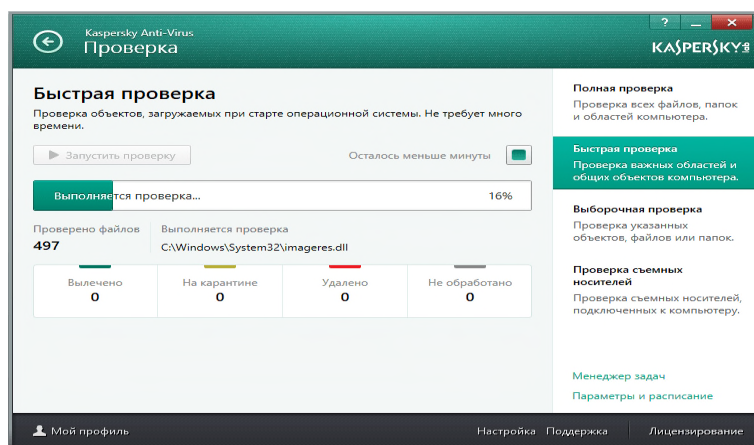 Kaspersky Anti-Virus
Проверка
? _ ×
KASPERSKY
Быстрая проверка
Проверка объектов, загружаемых при старте операционной системы. Не требует много
времени.
Запустить проверку
Осталось меньше минуты
Выполняется проверка...
16%
Проверено файлов
497
Выполняется проверка
C:\Windows\System32\imageres.dll
Вылечено
0
На карантине
0
Удалено
0
Не обработано
0
Полная проверка
Проверка всех файлов, папок
и областей компьютера.
Быстрая проверка
Проверка важных областей и
общих объектов компьютера.
Выборочная проверка
Проверка указанных
объектов, файлов или папок.
Проверка съемных
носителей
Проверка съемных носителей,
подключенных к компьютеру.
Менеджер задач
Параметры и расписание
Мой профиль
Настройка
Поддержка
Лицензирование